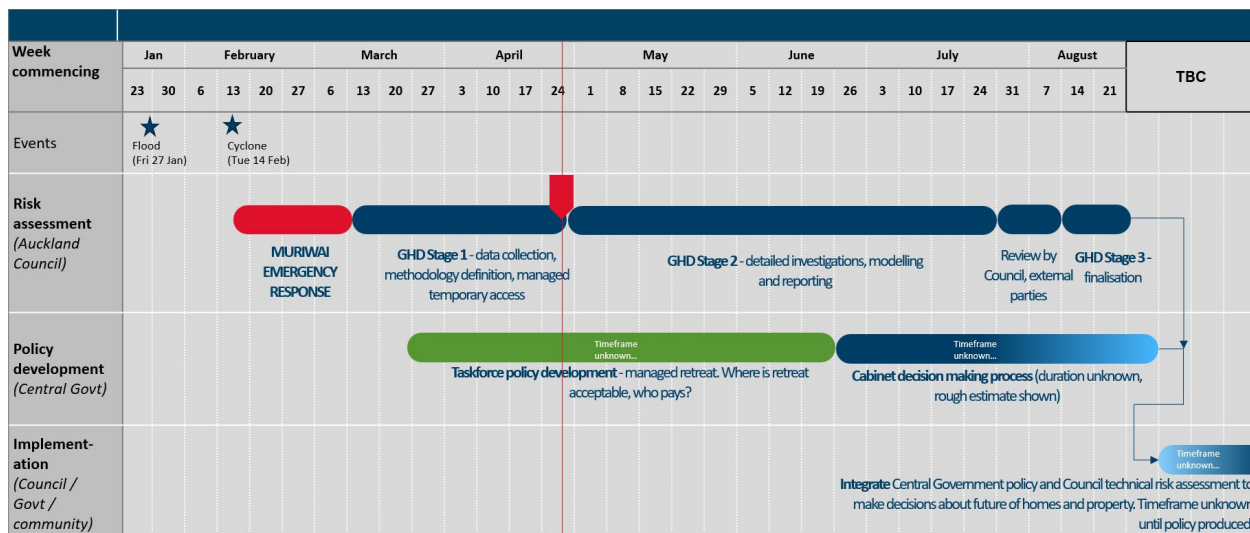 Week
commencing
Jan
February
March
April
May
June
July
August
TBC
23 30 6 13 20 27 6 13 20 27 3 10 17 24 1 8 15 22 29 5 12 19 26 3 10 17 24 31 7 14 21
Events
Flood
(Fri 27 Jan)
Cyclone
(Tue 14 Feb)
Risk
assessment
(Auckland
Council)
MURIWAI
EMERGENCY
RESPONSE
GHD Stage 1 - data collection,
methodology definition, managed
temporary access
GHD Stage 2 - detailed investigations, modelling
and reporting
Review by
Council, external
parties
GHD Stage 3 -
finalisation
Policy
development
(Central Govt)
Timeframe
unknown...
Taskforce policy development - managed retreat. Where is retreat
acceptable, who pays?
Timeframe
unknown...
Cabinet decision making process (duration unknown,
rough estimate shown)
Implement-
ation
(Council /
Govt /
community)
Timeframe
unknown...
Integrate Central Government policy and Council technical risk assessment to
make decisions about future of homes and property. Timeframe unknown
until policy produced